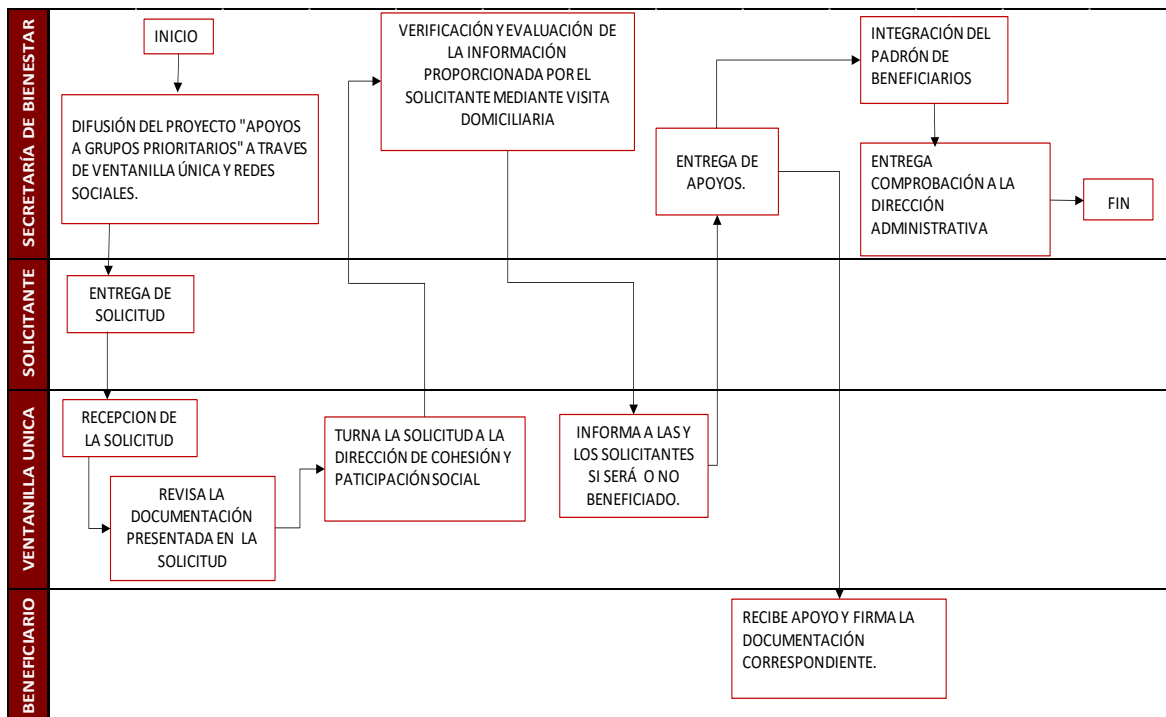 SECRETARÍA DE BIENESTAR
INICIO
DIFUSIÓN DEL PROYECTO "APOYOS
A GRUPOS PRIORITARIOS" A TRAVES
DE VENTANILLA ÚNICA Y REDES
SOCIALES.
VERIFICACIÓN Y EVALUACIÓN DE
LA INFORMACIÓN
PROPORCIONADA POR EL
SOLICITANTE MEDIANTE VISITA
DOMICILIARIA
ENTREGA DE
APOYOS.
INTEGRACIÓN DEL
PADRÓN DE
BENEFICIARIOS
ENTREGA
COMPROBACIÓN A LA
DIRECCIÓN
ADMINISTRATIVA
FIN
SOLICITANTE
ENTREGA DE
SOLICITUD
VENTANILLA UNICA
RECEPCION DE
LA SOLICITUD
REVISA LA
DOCUMENTACIÓN
PRESENTADA EN LA
SOLICITUD
TURNA LA SOLICITUD A LA
DIRECCIÓN DE COHESIÓN Y
PATICIPACIÓN SOCIAL
INFORMA A LAS Y
LOS SOLICITANTES
SI SERÁ O NO
BENEFICIADO.
BENEFICIARIO
RECIBE APOYO Y FIRMA LA
DOCUMENTACIÓN
CORRESPONDIENTE.